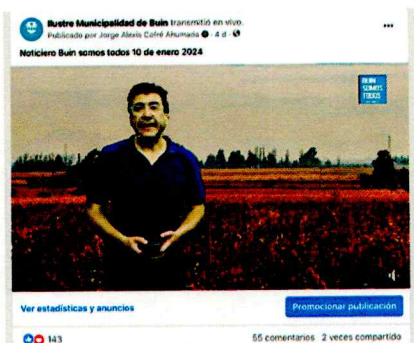 Ilustre Municipalidad de Buin transmitió en vivo.
Publicado por Jorge Alexis Cofré Ahumada · 4 d ·
Noticiero Buin somos todos 10 de enero 2024
BUIN
SOMOS
TODOS
Ver estadísticas y anuncios
Promocionar publicación
143
55 comentarios 2 veces compartido